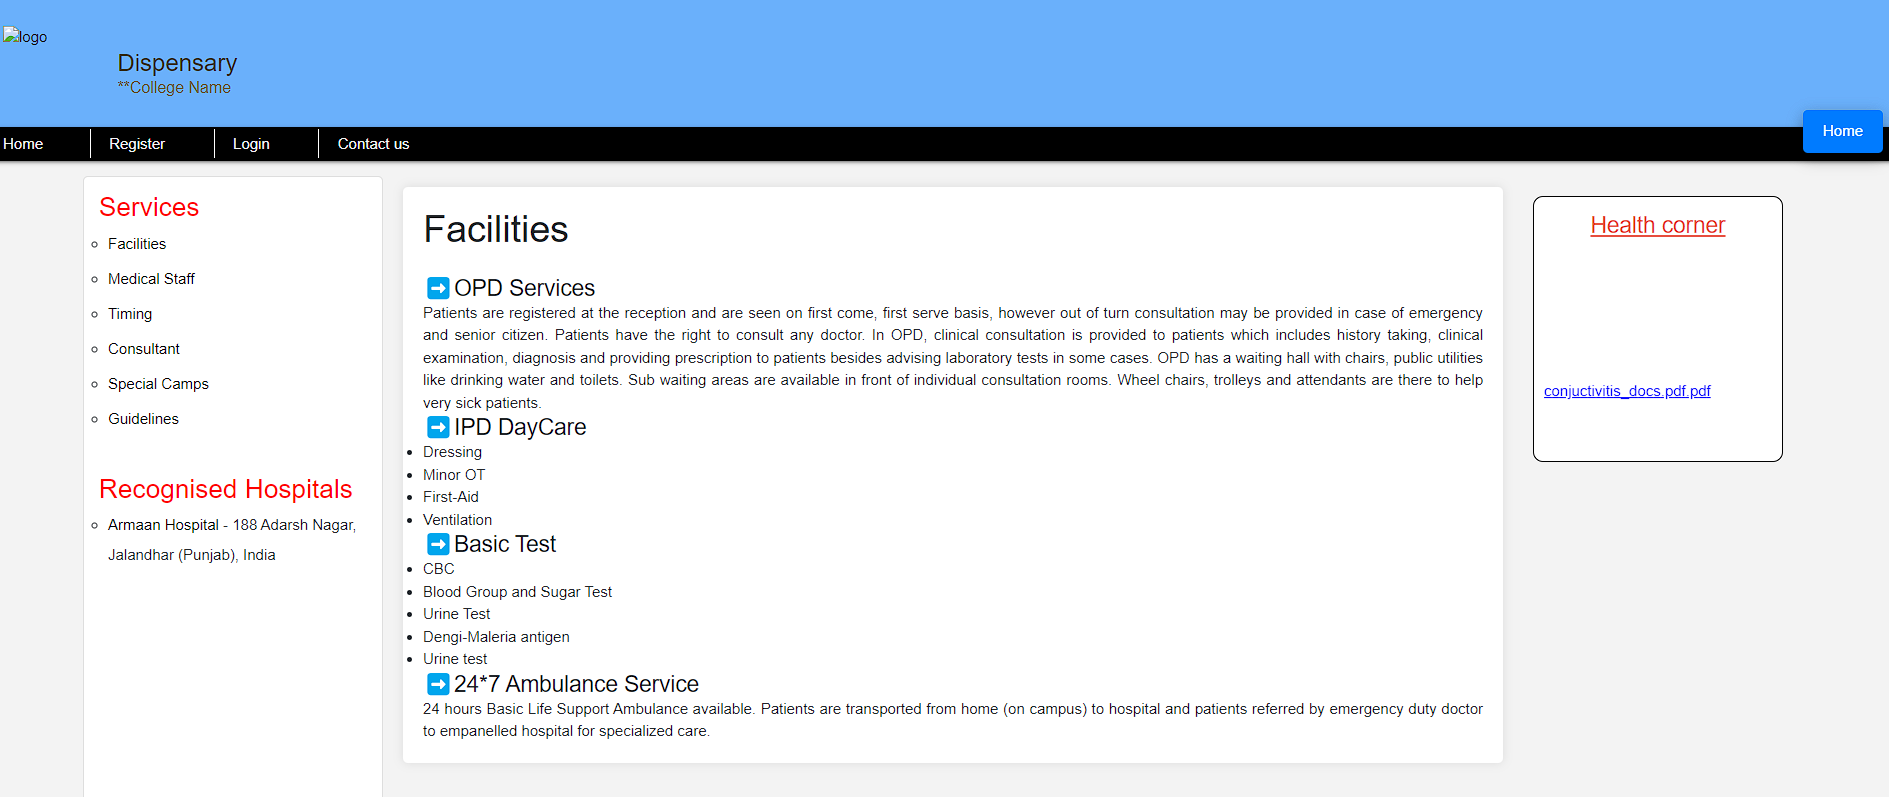 logo
Dispensary
**College Name
Home
Register
Login
Contact us
Home
Services
Facilities
Medical Staff
Timing
Consultant
Special Camps
Guidelines
Recognised Hospitals
Armaan Hospital - 188 Adarsh Nagar,
Jalandhar (Punjab), India
Facilities
OPD Services
Patients are registered at the reception and are seen on first come, first serve basis, however out of turn consultation may be provided in case of emergency
and senior citizen. Patients have the right to consult any doctor. In OPD, clinical consultation is provided to patients which includes history taking, clinical
examination, diagnosis and providing prescription to patients besides advising laboratory tests in some cases. OPD has a waiting hall with chairs, public utilities
like drinking water and toilets. Sub waiting areas are available in front of individual consultation rooms. Wheel chairs, trolleys and attendants are there to help
very sick patients.
IPD DayCare
Dressing
Minor OT
First-Aid
Ventilation
Basic Test
CBC
Blood Group and Sugar Test
Urine Test
Dengi-Maleria antigen
Urine test
24*7 Ambulance Service
24 hours Basic Life Support Ambulance available. Patients are transported from home (on campus) to hospital and patients referred by emergency duty doctor
to empanelled hospital for specialized care.
Health corner
conjuctivitis_docs.pdf.pdf